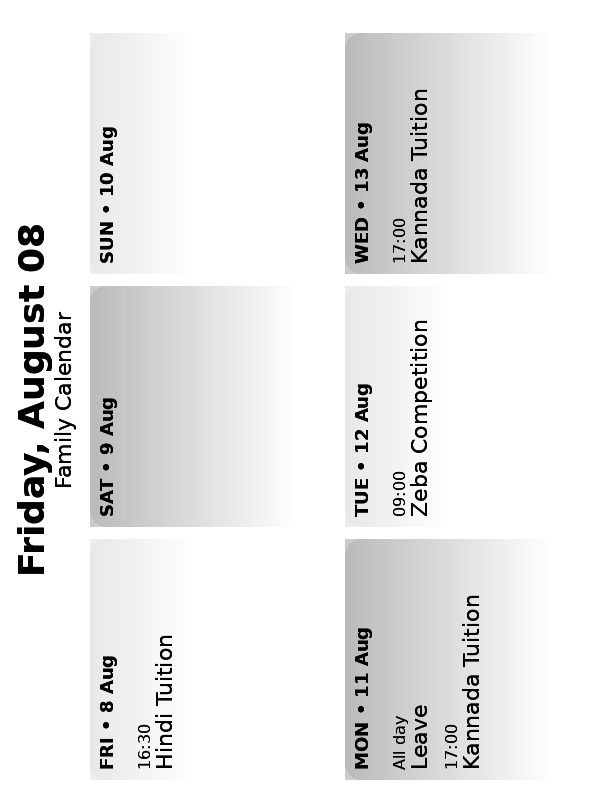 Friday, August 08
Family Calendar
FRI • 8 Aug
16:30
Hindi Tuition
SAT • 9 Aug
SUN • 10 Aug
MON • 11 Aug
All day
Leave
17:00
Kannada Tuition
TUE • 12 Aug
09:00
Zeba Competition
WED • 13 Aug
17:00
Kannada Tuition